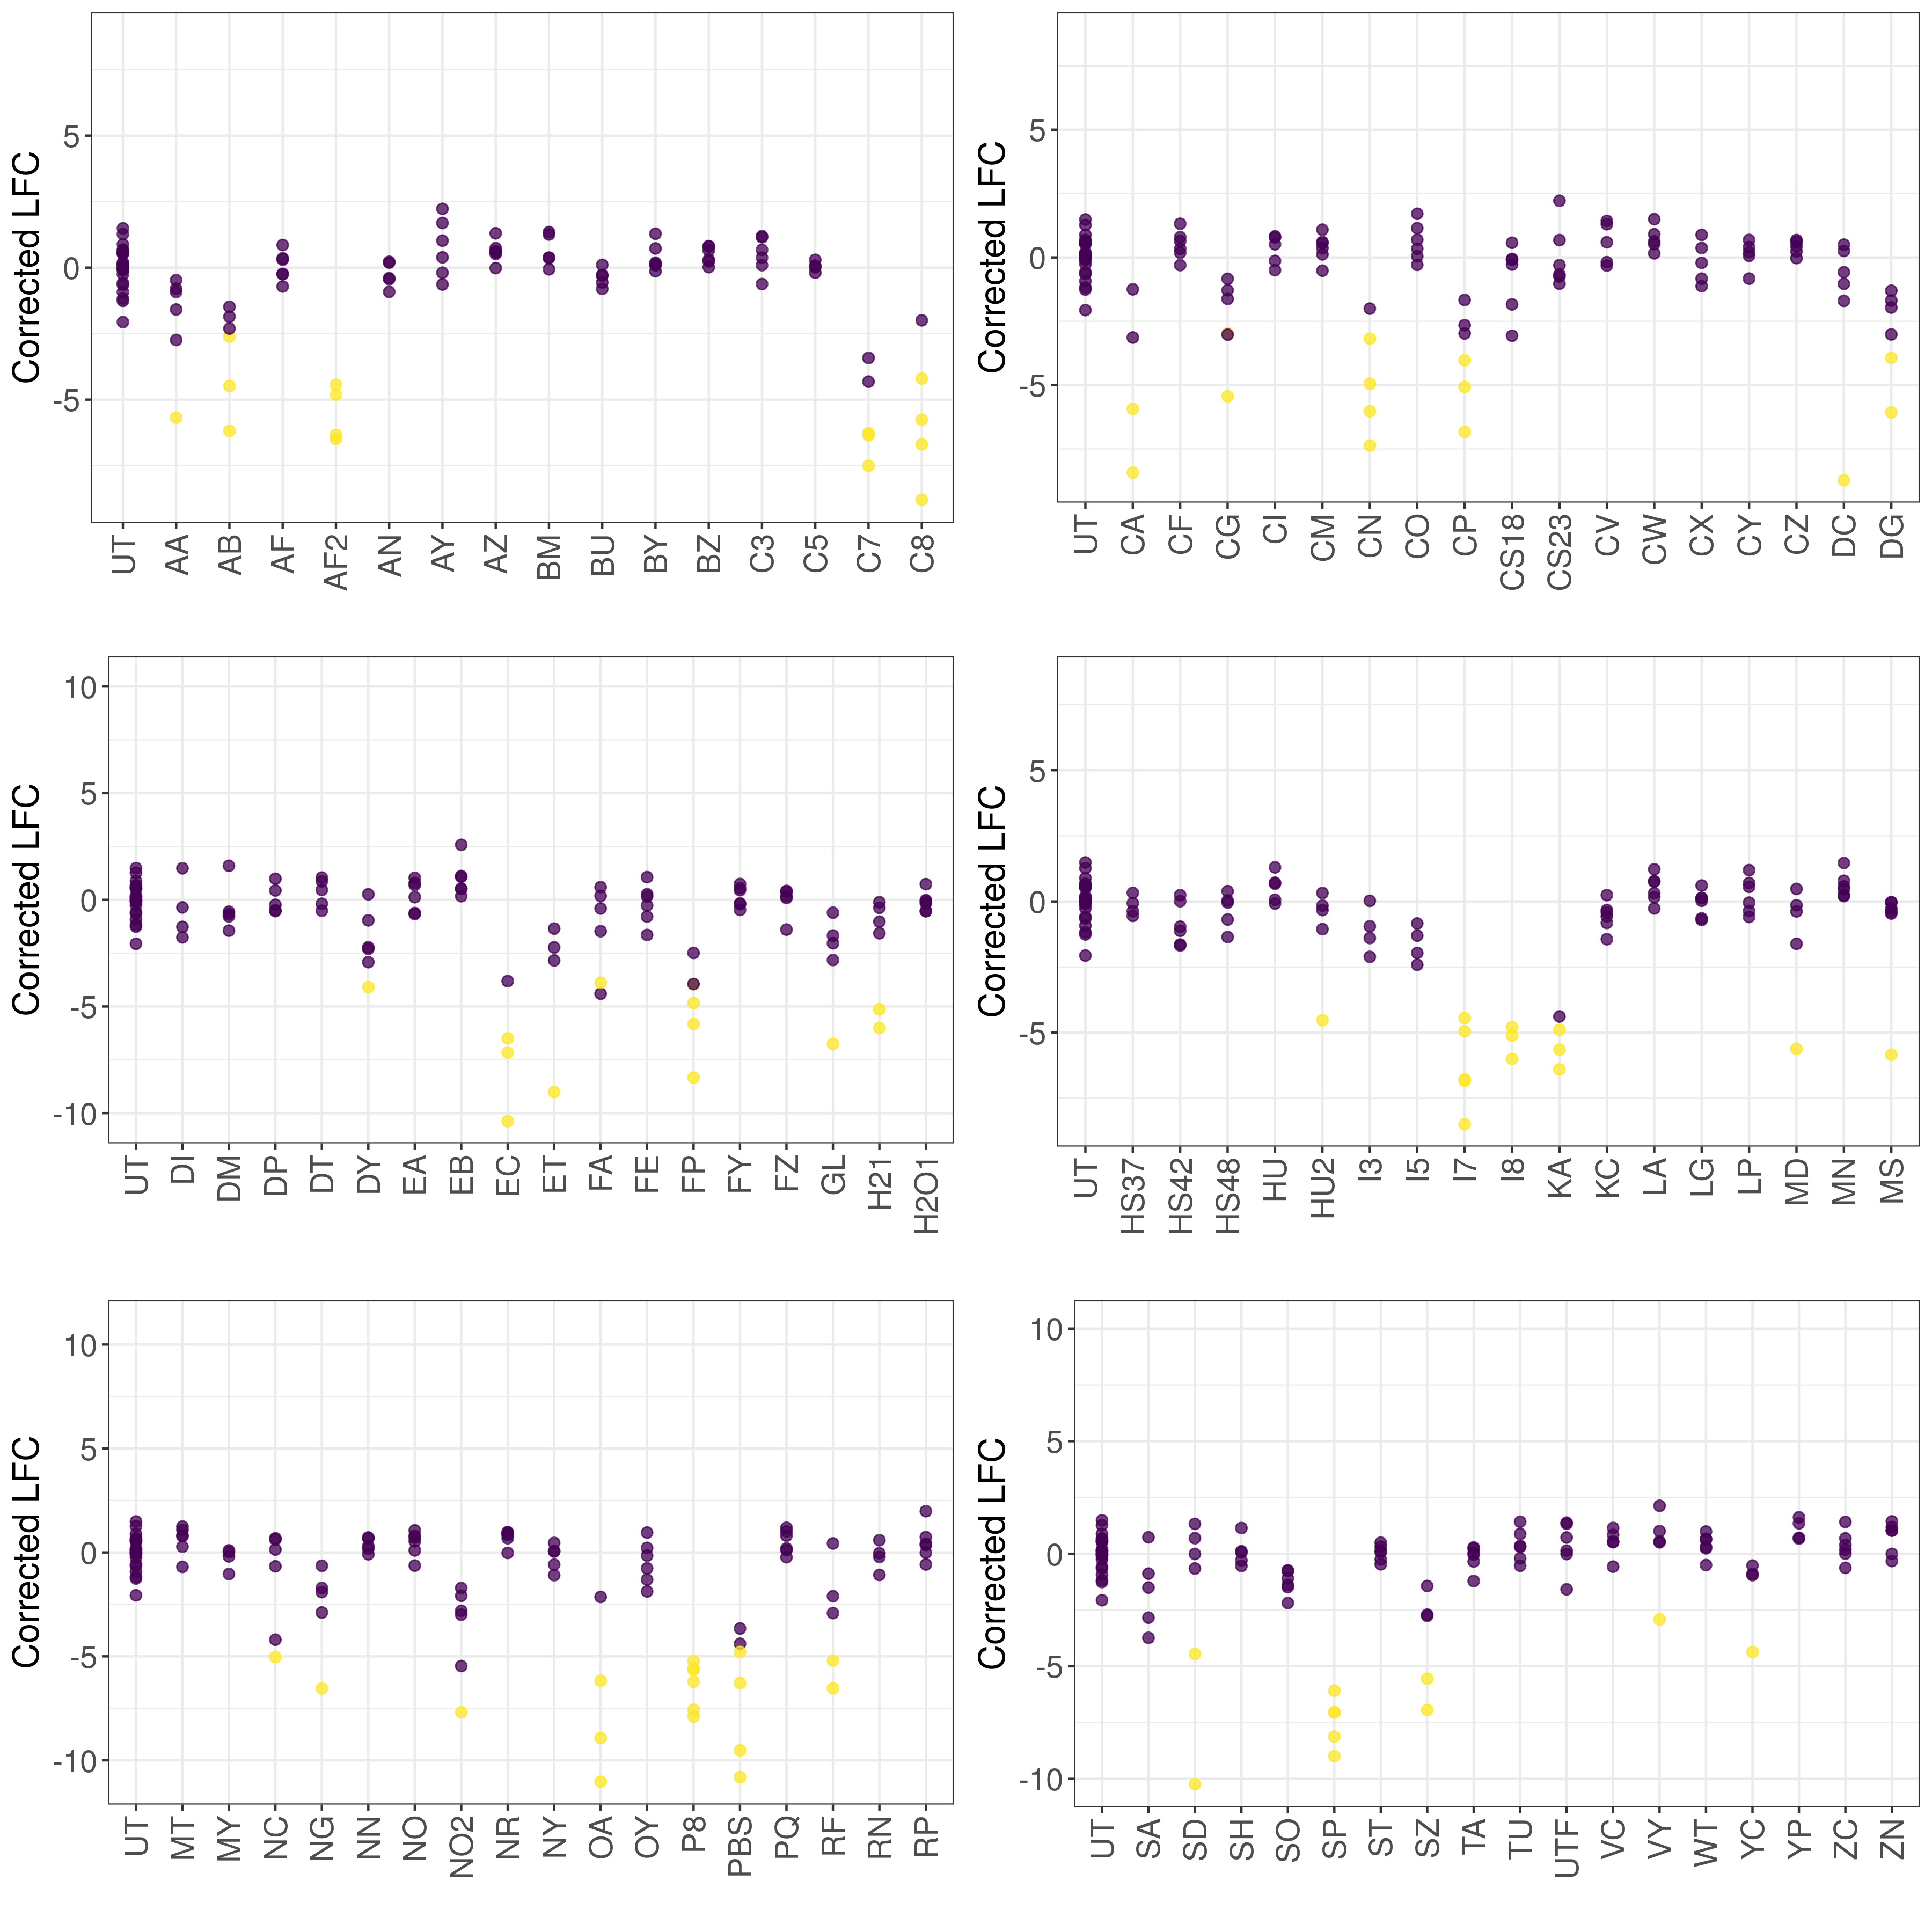 Corrected LFC
5
0
-5
UT AA AB AF AF2 AN AY AZ BM BU BY BZ C3 C5 C7 C8
Corrected LFC
5
0
-5
UT CA CF CG CI CM CN CO CP CS18 CS23 CV CW CX CY CZ DC DG
Corrected LFC
10
5
0
-5
-10
UT DI DM DP DT DY EA EB EC ET FA FE FP FY FZ GL H21 H2O1
Corrected LFC
5
0
-5
UT HS37 HS42 HS48 HU HU2 I3 I5 I7 I8 KA KC LA LG LP MD MN MS
Corrected LFC
10
5
0
-5
-10
UT MT MY NC NG NN NO NO2 NR NY OA OY P8 PBS PQ RF RN RP
Corrected LFC
10
5
0
-5
-10
UT SA SD SH SO SP ST SZ TA TU UTF VC VY WT YC YP ZC ZN